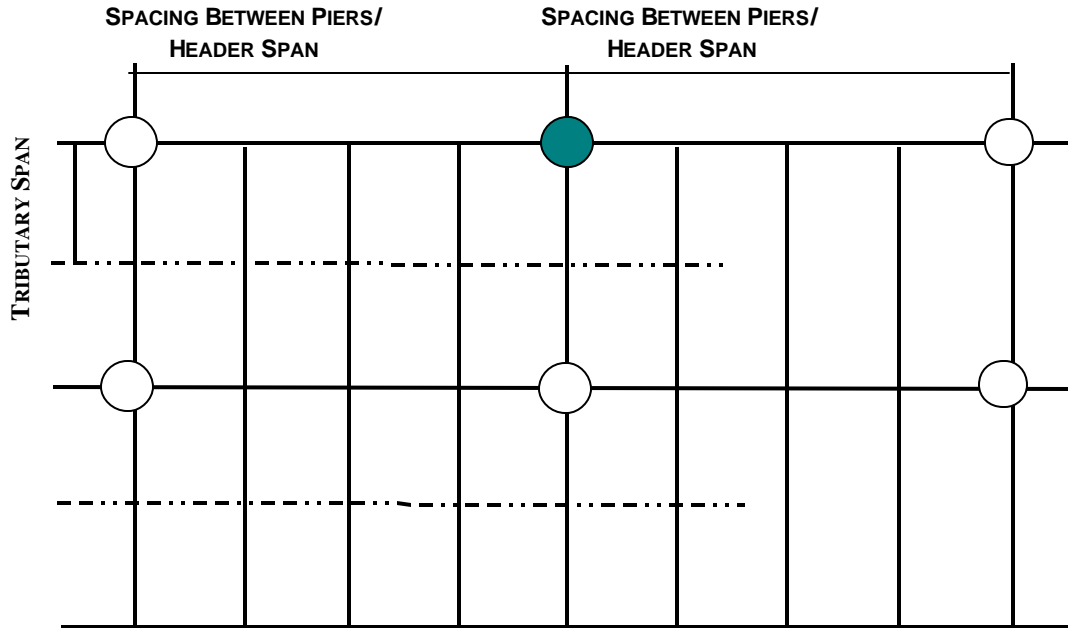 SPACING BETWEEN PIERS/
HEADER SPAN
SPACING BETWEEN PIERS/
HEADER SPAN
TRIBUTARY SPAN